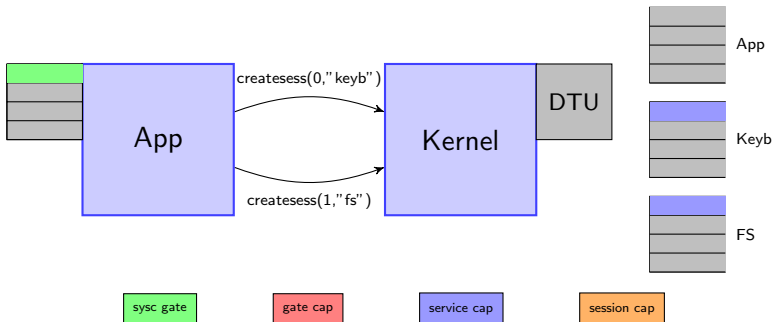 createsess(0,"keyb")
App
Kernel
DTU
createsess(1,"fs")
App
Keyb
FS
sysc gate
gate cap
service cap
session cap